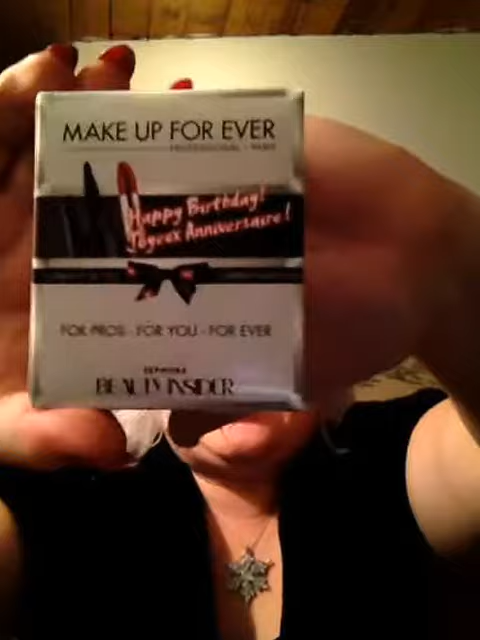 MAKE UP FOR EVER
PROFESSIONAL - PARIS
Happy Birthday!
Joyeux Anniversaire!
FOR PROS - FOR YOU - FOR EVER
SEPHORA
BEAUTY INSIDER